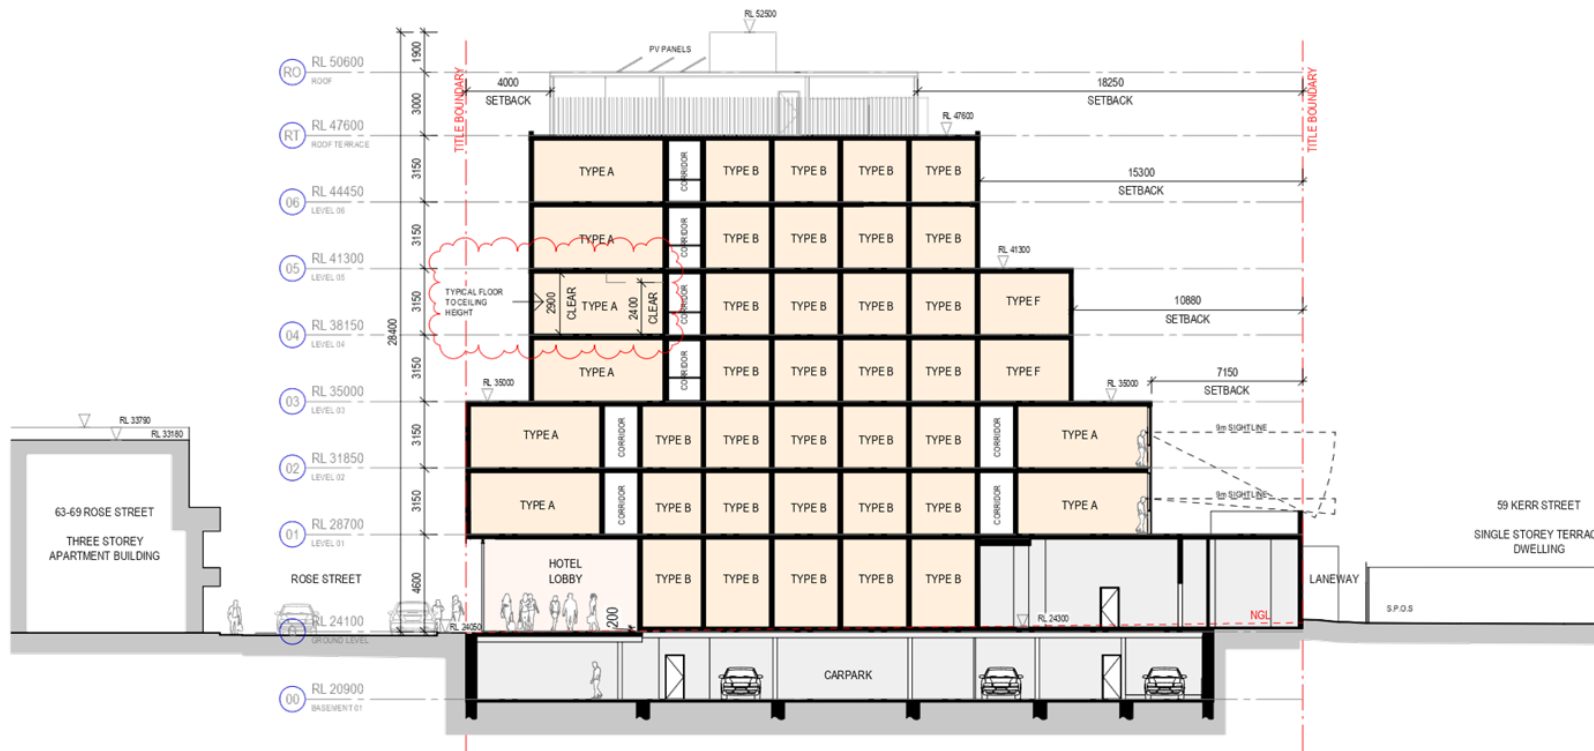 RL 52500
PV PANELS
RO
RL 50600
ROOF
1900
4000
SETBACK
18250
SETBACK
TITLE BOUNDARY
TITLE BOUNDARY
3000
RT
RL 47600
ROOF TERRACE
RL 47600
3150
TYPE A
CORRIDOR
TYPE B
TYPE B
TYPE B
TYPE B
15300
SETBACK
06
RL 44450
LEVEL 06
3150
TYPE A
CORRIDOR
TYPE B
TYPE B
TYPE B
TYPE B
RL 41300
05
RL 41300
LEVEL 05
28400
3150
TYPICAL FLOOR
TO CEILING
HEIGHT
2900
CLEAR
TYPE A
2400
CLEAR
CORRIDOR
TYPE B
TYPE B
TYPE B
TYPE B
TYPE F
10880
SETBACK
04
RL 38150
LEVEL 04
3150
TYPE A
CORRIDOR
TYPE B
TYPE B
TYPE B
TYPE B
TYPE F
7150
SETBACK
03
RL 35000
LEVEL 03
RL 35000
RL 35000
3150
TYPE A
CORRIDOR
TYPE B
TYPE B
TYPE B
TYPE B
TYPE B
CORRIDOR
TYPE A
9m SIGHTLINE
RL 33790
RL 33180
02
RL 31850
LEVEL 02
3150
TYPE A
CORRIDOR
TYPE B
TYPE B
TYPE B
TYPE B
TYPE B
CORRIDOR
TYPE A
9m SIGHTLINE
01
RL 28700
LEVEL 01
63-69 ROSE STREET
THREE STOREY
APARTMENT BUILDING
ROSE STREET
4600
HOTEL
LOBBY
200
TYPE B
TYPE B
TYPE B
TYPE B
TYPE B
59 KERR STREET
SINGLE STOREY TERRAC
DWELLING
LANEWAY
S.P.O.S
NGL
G
RL 24100
GROUND LEVEL
RL 24050
RL 24300
CARPARK
00
RL 20900
BASEMENT 01